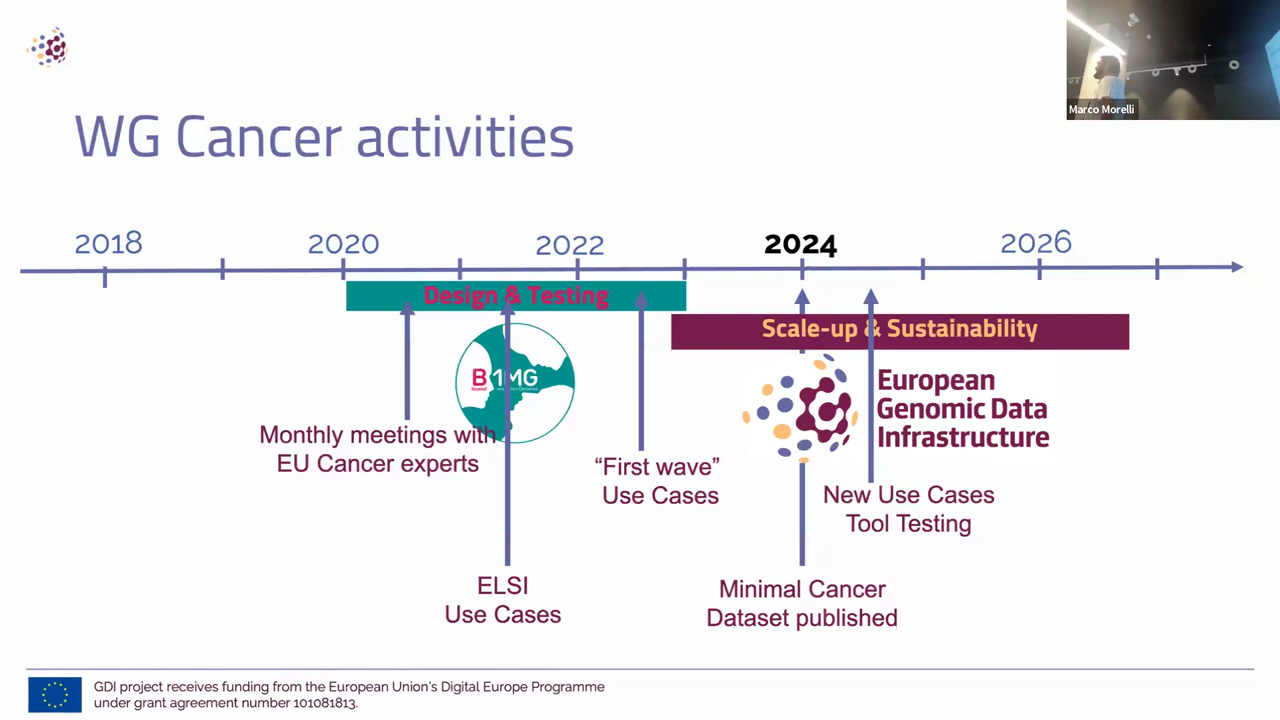 Marco Morelli
WG Cancer activities
2018
2020
2022
2024
2026
Design & Testing
Scale-up & Sustainability
B1MG
European
Genomic Data
Infrastructure
Monthly meetings with
EU Cancer experts
“First wave”
Use Cases
New Use Cases
Tool Testing
ELSI
Use Cases
Minimal Cancer
Dataset published
GDI project receives funding from the European Union’s Digital Europe Programme
under grant agreement number 101081813.